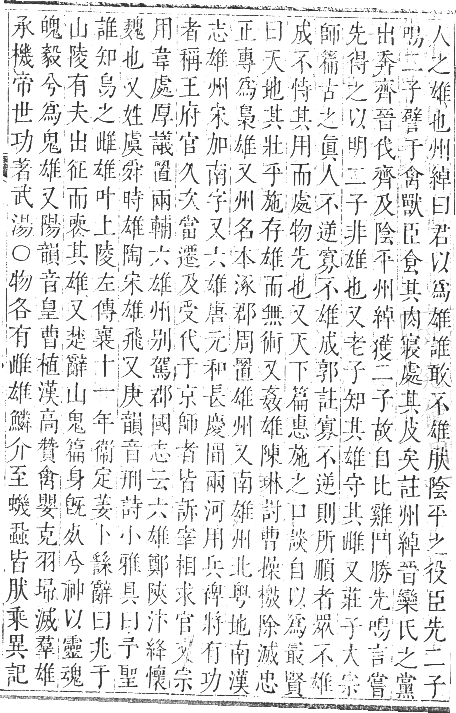 人之雄也州綽曰君以爲雄誰敢不雄肰陰平之役臣先二子
鳴二子譬于禽獸臣食其肉寢處其皮矣註州綽晉欒氏之黨
出奔齊晉伐齊及陰平州綽獲二子故自比雞鬥勝先鳴言嘗
先得之以明二子非雄也又老子知其雄守其雌又莊子大宗
師篇古之眞人不逆寡不雄成郭註寡不逆則所順者眾不雄
成不恃其用而處物先也又天下篇惠施之口談自以爲最賢
曰天地其壯乎施存雄而無術又姦雄陳琳討曹操檄除滅忠
正專爲梟雄又州名本涿郡周置雄州又南雄州北粤地南漢
志雄州宋加南字又六雄唐元和長慶間兩河用兵裨將有功
者稱王府官久次當遷及受代于京師者皆訴宰相求官文宗
用韋處厚議置兩輔六雄州別駕郡國志云六雄鄭陜汴絳懷
魏也又姓虞舜時雄陶宋雄飛又庚韻音刑詩小雅具曰予聖
誰知烏之雌雄叶上陵左傳襄十一年衞定姜卜繇辭曰兆于
山陵有夫出征而喪其雄又楚辭山鬼篇身旣死兮神以靈魂
魄毅兮爲鬼雄又陽韻音皇曹植漢高贊禽嬰克羽埽滅羣雄
承機帝世功著武湯○物各有雌雄鱗介至蟣蝨皆肰乘異記